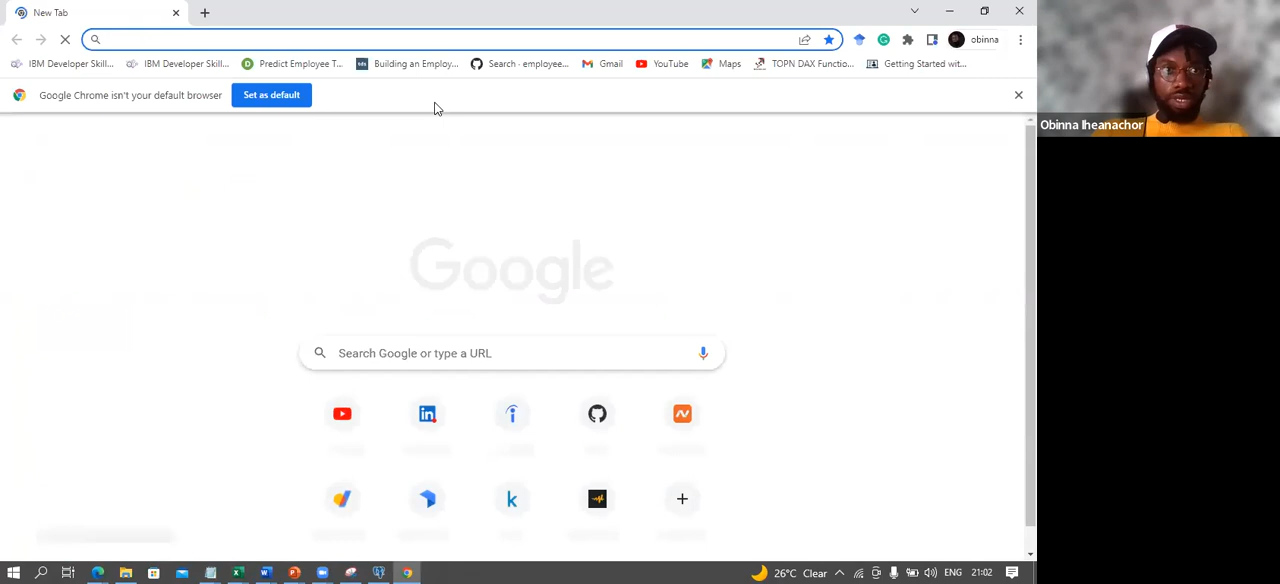 New Tab
obinna
IBM Developer Skill... IBM Developer Skill... Predict Employee T... Building an Employ... Search · employee... Gmail YouTube Maps TOPN DAX Functio... Getting Started wit...
Google Chrome isn't your default browser Set as default
Obinna Iheanachor
Google
Search Google or type a URL
26°C Clear ENG 21:02